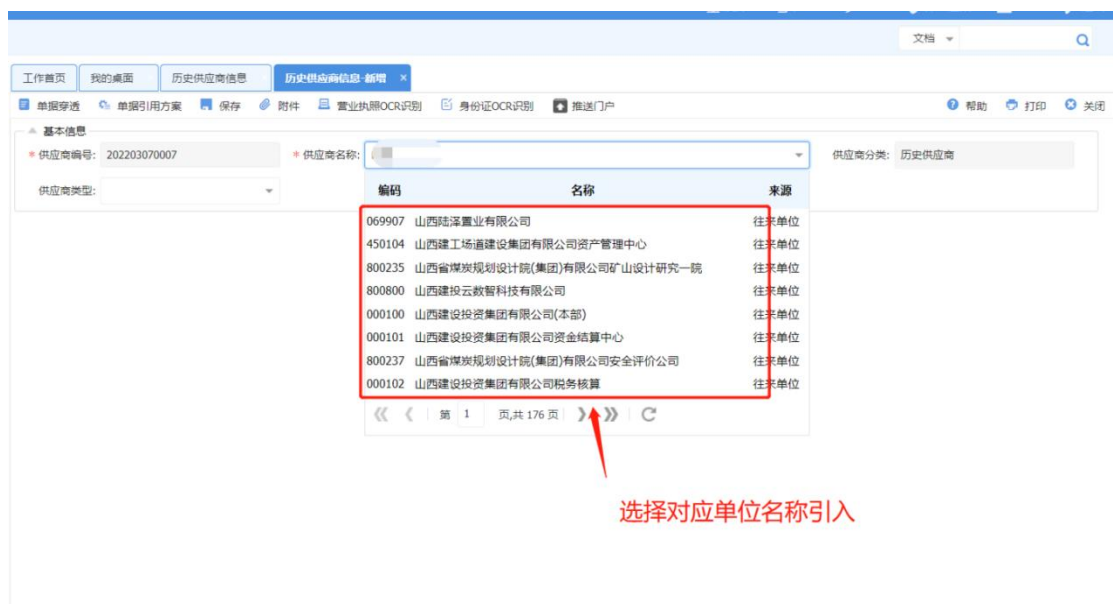 文档
工作首页 我的桌面 历史供应商信息 历史供应商信息-新增 ×
单据穿透 单据引用方案 保存 附件 营业执照OCR识别 身份证OCR识别 推送门户 帮助 打印 关闭
基本信息
* 供应商编号: 202203070007 * 供应商名称: 供应商分类: 历史供应商
供应商类型:
编码 名称 来源
069907 山西陆泽置业有限公司 往来单位
450104 山西建工场道建设集团有限公司资产管理中心 往来单位
800235 山西省煤炭规划设计院(集团)有限公司矿山设计研究一院 往来单位
800800 山西建投云数智科技有限公司 往来单位
000100 山西建设投资集团有限公司(本部) 往来单位
000101 山西建设投资集团有限公司资金结算中心 往来单位
800237 山西省煤炭规划设计院(集团)有限公司安全评价公司 往来单位
000102 山西建设投资集团有限公司税务核算 往来单位
第 1 页,共 176 页
选择对应单位名称引入